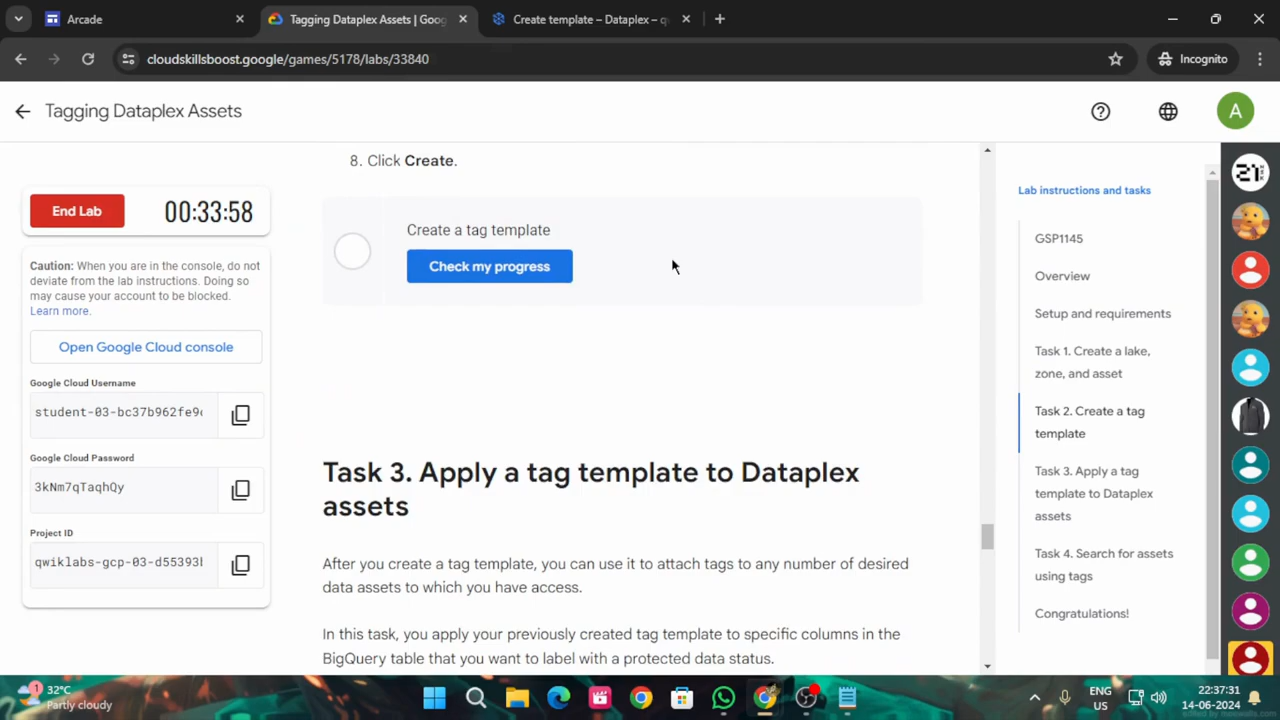 Arcade
Tagging Dataplex Assets | Goog
Create template – Dataplex – q
cloudskillsboost.google/games/5178/labs/33840
Incognito
Tagging Dataplex Assets
A
8. Click Create.
End Lab
00:33:58
Create a tag template
Check my progress
Caution: When you are in the console, do not
deviate from the lab instructions. Doing so
may cause your account to be blocked.
Learn more.
Open Google Cloud console
Google Cloud Username
student-03-bc37b962fe9
Google Cloud Password
3kNm7qTaqhQy
Project ID
qwiklabs-gcp-03-d55393
Task 3. Apply a tag template to Dataplex
assets
After you create a tag template, you can use it to attach tags to any number of desired
data assets to which you have access.
In this task, you apply your previously created tag template to specific columns in the
BigQuery table that you want to label with a protected data status.
Lab instructions and tasks
GSP1145
Overview
Setup and requirements
Task 1. Create a lake,
zone, and asset
Task 2. Create a tag
template
Task 3. Apply a tag
template to Dataplex
assets
Task 4. Search for assets
using tags
Congratulations!
1
32°C
Partly cloudy
ENG
US
22:37:31
14-06-2024